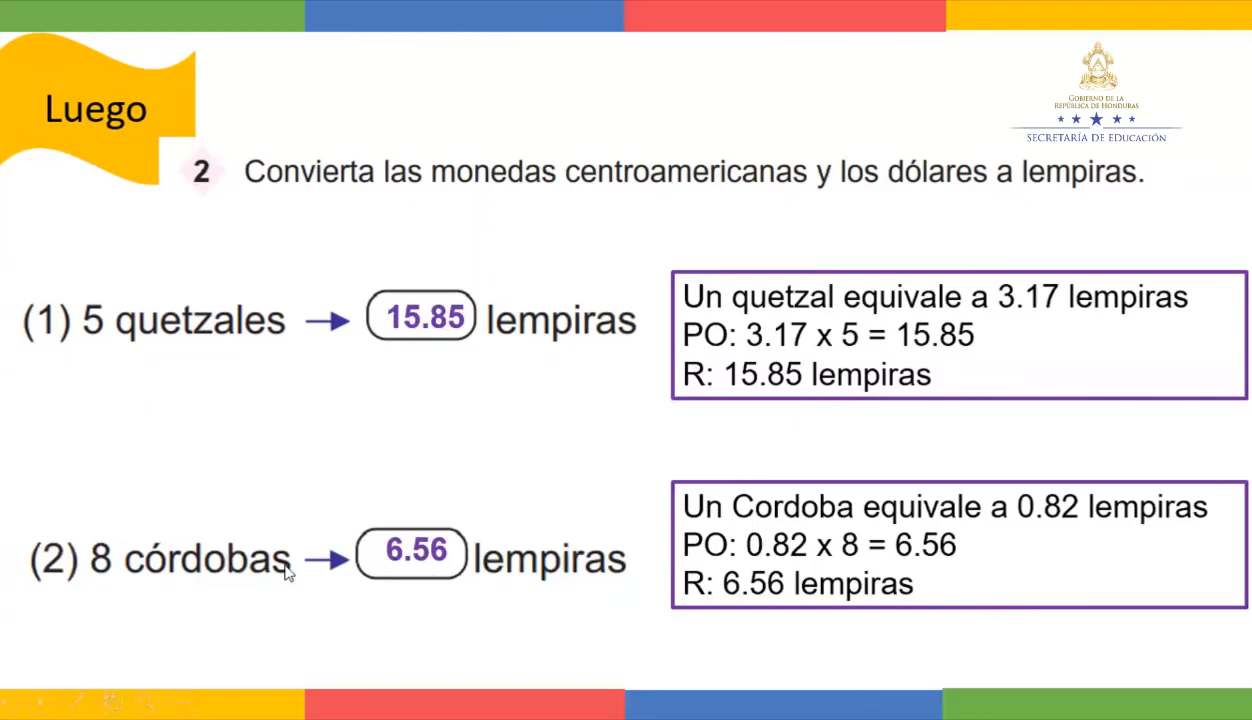 Luego
GOBIERNO DE LA
REPÚBLICA DE HONDURAS
SECRETARÍA DE EDUCACIÓN
2 Convierta las monedas centroamericanas y los dólares a lempiras.
(1) 5 quetzales → 15.85 lempiras
Un quetzal equivale a 3.17 lempiras
PO: 3.17 x 5 = 15.85
R: 15.85 lempiras
(2) 8 córdobas → 6.56 lempiras
Un Cordoba equivale a 0.82 lempiras
PO: 0.82 x 8 = 6.56
R: 6.56 lempiras